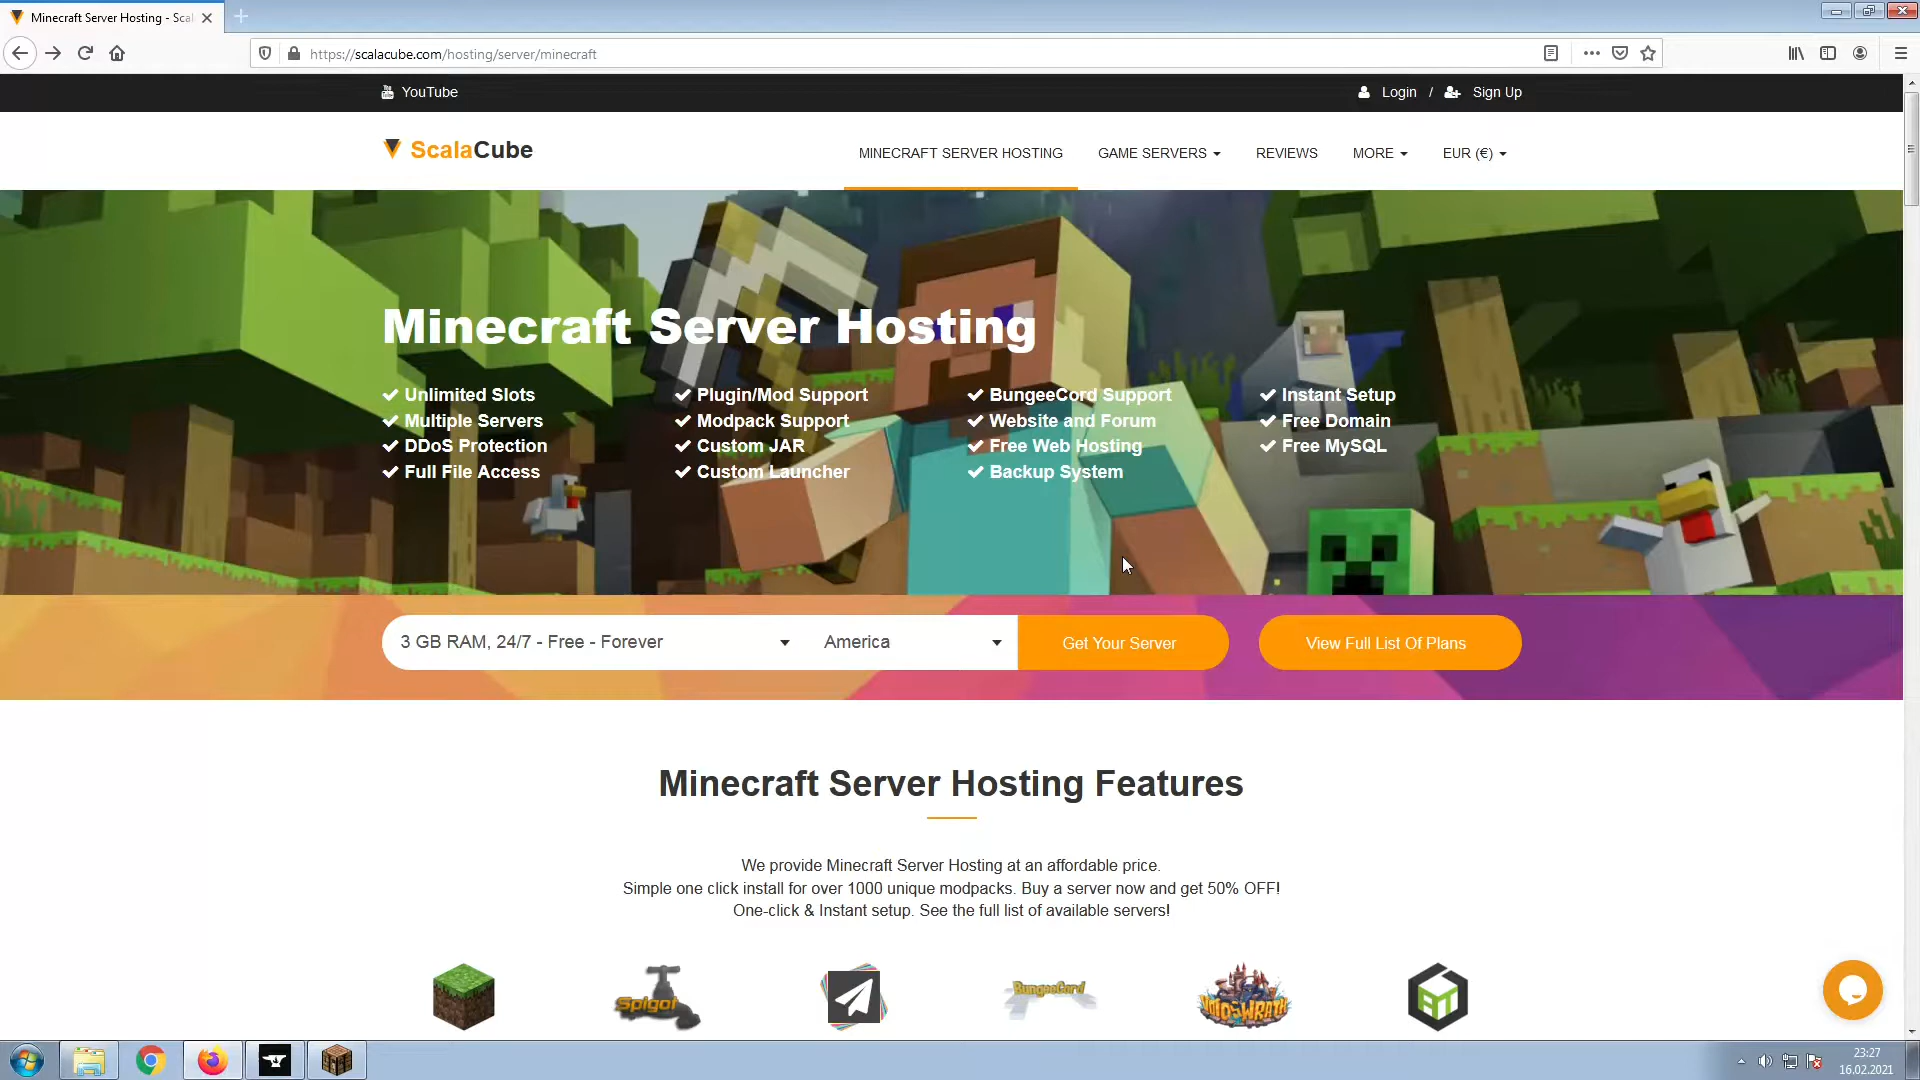 Minecraft Server Hosting - Scal
https://scalacube.com/hosting/server/minecraft
YouTube
Login / Sign Up
ScalaCube
MINECRAFT SERVER HOSTING
GAME SERVERS
REVIEWS
MORE
EUR (€)
Minecraft Server Hosting
Unlimited Slots
Multiple Servers
DDoS Protection
Full File Access
Plugin/Mod Support
Modpack Support
Custom JAR
Custom Launcher
BungeeCord Support
Website and Forum
Free Web Hosting
Backup System
Instant Setup
Free Domain
Free MySQL
3 GB RAM, 24/7 - Free - Forever
America
Get Your Server
View Full List Of Plans
Minecraft Server Hosting Features
We provide Minecraft Server Hosting at an affordable price.
Simple one click install for over 1000 unique modpacks. Buy a server now and get 50% OFF!
One-click & Instant setup. See the full list of available servers!
Spigot
BungeeCord
VOIDSWRATH
23:27
16.02.2021